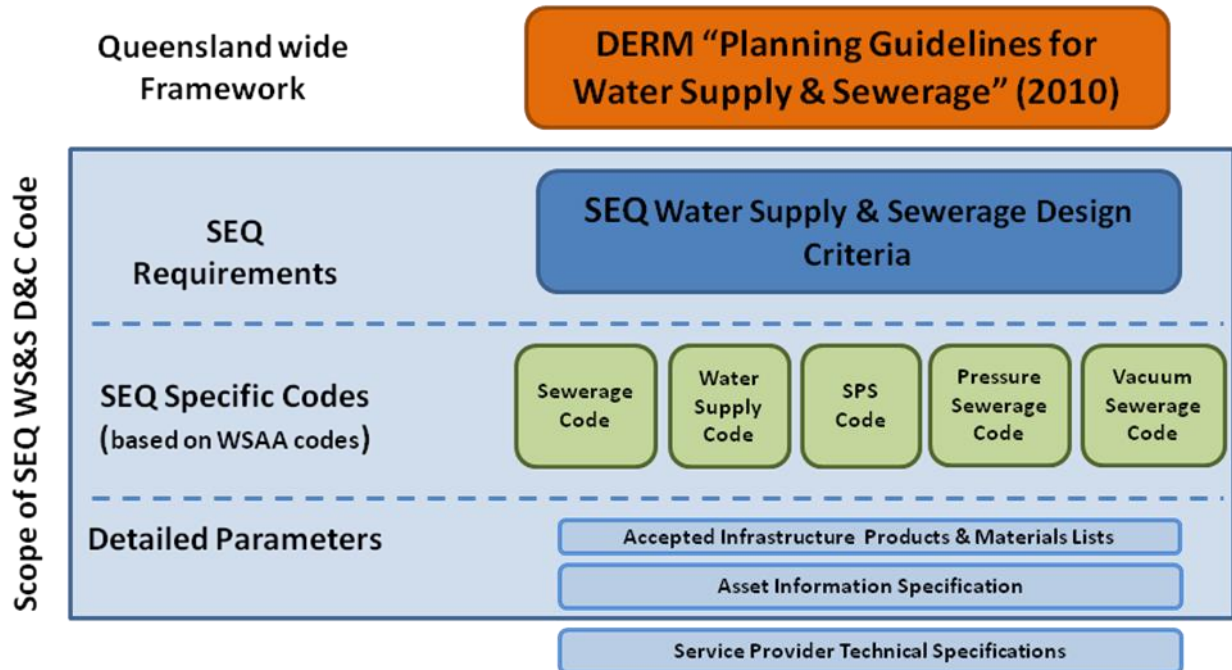 Queensland wide
Framework
DERM “Planning Guidelines for
Water Supply & Sewerage” (2010)
Scope of SEQ WS&S D&C Code
SEQ
Requirements
SEQ Water Supply & Sewerage Design
Criteria
SEQ Specific Codes
(based on WSAA codes)
Sewerage
Code
Water
Supply
Code
SPS
Code
Pressure
Sewerage
Code
Vacuum
Sewerage
Code
Detailed Parameters
Accepted Infrastructure Products & Materials Lists
Asset Information Specification
Service Provider Technical Specifications